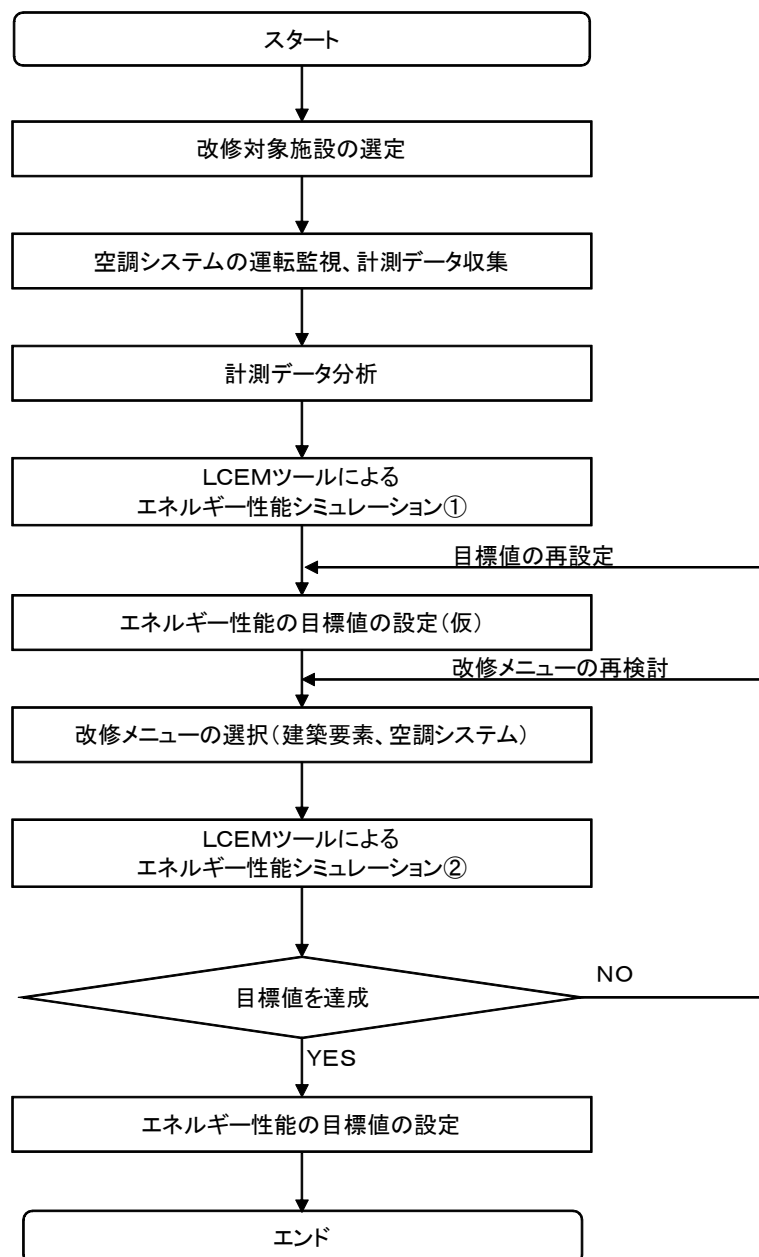 スタート
改修対象施設の選定
空調システムの運転監視、計測データ収集
計測データ分析
LCEMツールによる
エネルギー性能シミュレーション①
目標値の再設定
エネルギー性能の目標値の設定(仮)
改修メニューの再検討
改修メニューの選択(建築要素、空調システム)
LCEMツールによる
エネルギー性能シミュレーション②
目標値を達成
NO
YES
エネルギー性能の目標値の設定
エンド